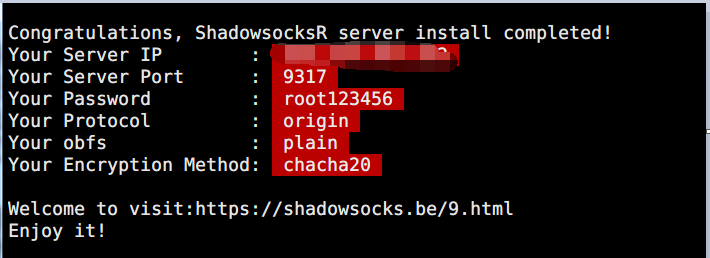 Congratulations, ShadowsocksR server install completed!
Your Server IP :
Your Server Port : 9317
Your Password : root123456
Your Protocol : origin
Your obfs : plain
Your Encryption Method: chacha20
Welcome to visit:https://shadowsocks.be/9.html
Enjoy it!